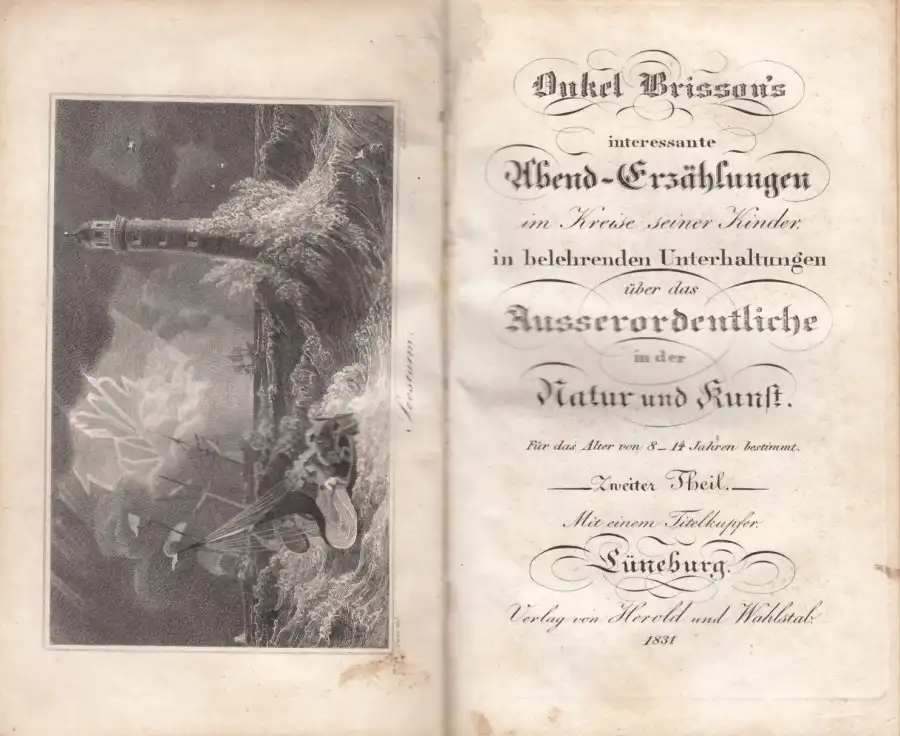 Seesturm.
Onkel Brisson's
interessante
Abend-Erzählungen
im Kreise seiner Kinder,
in belehrenden Unterhaltungen
über das
Ausserordentliche
in der
Natur und Kunst.
Für das Alter von 8_14 Jahren bestimmt.
Zweiter Theil.
Mit einem Titelkupfer.
Lüneburg.
Verlag von Herold und Wahlstab.
1831